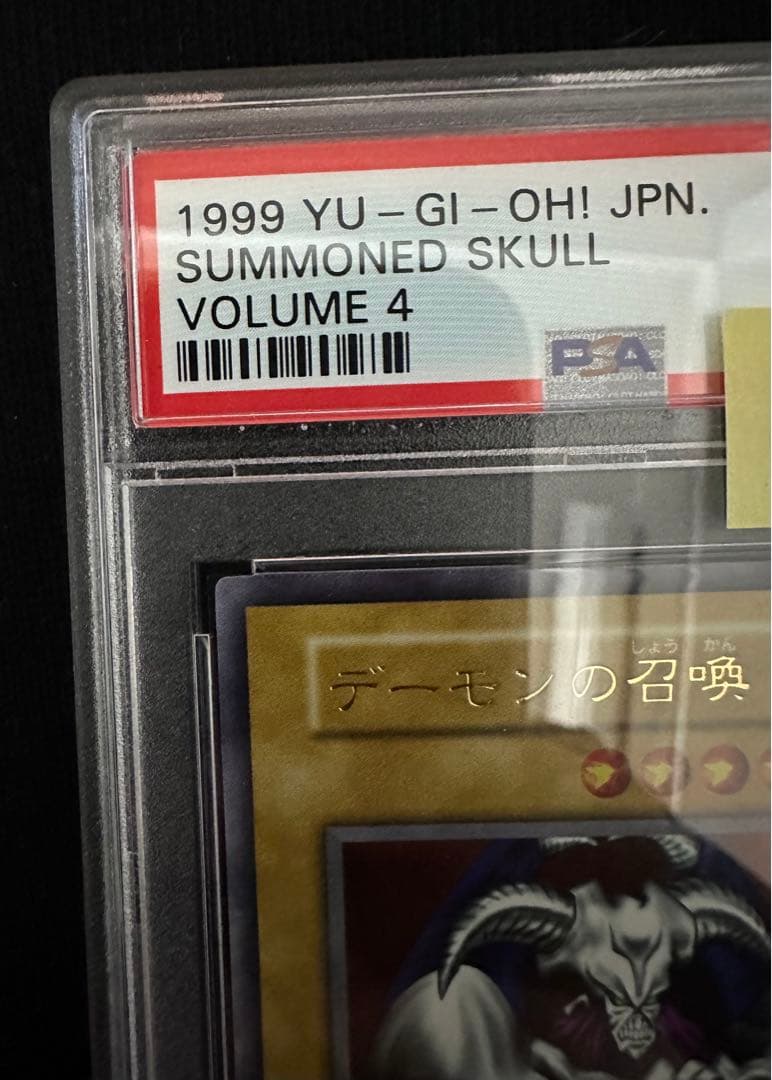 1999 YU-GI-OH! JPN.
SUMMONED SKULL
VOLUME 4
PSA
しょう かん
デーモンの召喚